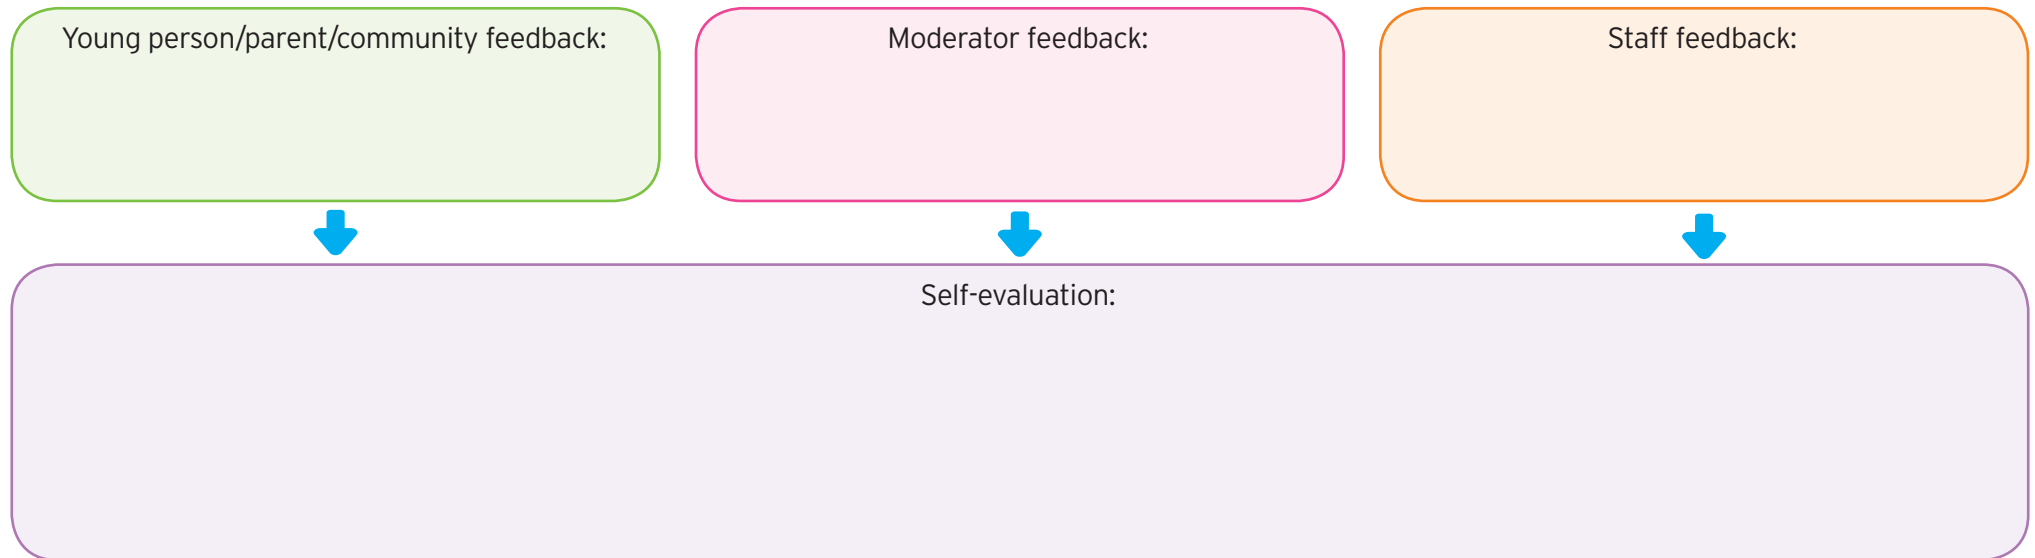 Young person/parent/community feedback:
Moderator feedback:
Staff feedback:
Self-evaluation: